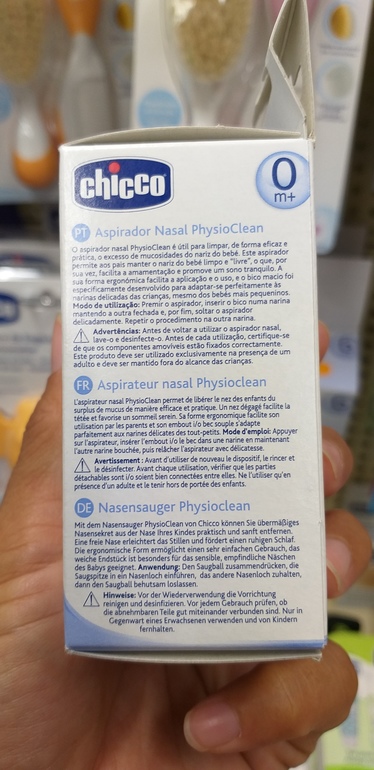 chicco
0
m+
PT Aspirador Nasal PhysioClean
O aspirador nasal PhysioClean é útil para limpar, de forma eficaz e
prática, o excesso de mucosidades do nariz do bebé. Este aspirador
permite aos pais manter o nariz do bebé limpo e "livre", o que, por
sua vez, facilita a amamentação e promove um sono tranquilo. A
sua forma ergonómica facilita a aplicação e o uso, e o bico macio foi
especificamente desenvolvido para adaptar-se perfeitamente às
narinas delicadas das crianças, mesmo dos bebés mais pequeninos.
Modo de utilização: Premir o aspirador, inserir o bico numa narina
mantendo a outra fechada e, por fim, soltar o aspirador
delicadamente. Repetir o procedimento na outra narina.
Advertências: Antes de voltar a utilizar o aspirador nasal,
lave-o e desinfecte-o. Antes de cada utilização, certifique-se
de que os componentes amovíveis estão fixados correctamente.
Este produto deve ser utilizado exclusivamente na presença de um
adulto e deve ser mantido fora do alcance das crianças.
FR Aspirateur nasal Physioclean
L'aspirateur nasal PhysioClean permet de libérer le nez des enfants du
surplus de mucus de manière efficace et pratique. Un nez dégagé facilite la
tétée et favorise un sommeil serein. Sa forme ergonomique facilite son
utilisation par les parents et son embout i/o bec souple s'adapte
parfaitement aux narines délicates des tout-petits. Mode d'emploi: Appuyer
sur l'aspirateur, insérer l'embout i/o le bec dans une narine en maintenant
l'autre narine bouchée, puis relâcher l'aspirateur avec délicatesse.
Avertissement : Avant d'utiliser de nouveau le dispositif, le rincer et
le désinfecter. Avant chaque utilisation, vérifier que les parties
détachables sont i/o soient bien connectées entre elles. Ne l'utiliser qu'en
présence d'un adulte et le tenir hors de portée des enfants.
DE Nasensauger Physioclean
Mit dem Nasensauger PhysioClean von Chicco können Sie übermäßiges
Nasensekret aus der Nase Ihres Kindes praktisch und sanft entfernen.
Eine freie Nase erleichtert das Stillen und fördert einen ruhigen Schlaf.
Die ergonomische Form ermöglicht einen sehr einfachen Gebrauch, das
weiche Endstück ist besonders für das sensible, empfindliche Näschen
des Babys geeignet. Anwendung: Den Saugball zusammendrücken, die
Saugspitze in ein Nasenloch einführen, das andere Nasenloch zuhalten,
dann den Saugball behutsam loslassen.
Hinweise: Vor der Wiederverwendung die Vorrichtung
reinigen und desinfizieren. Vor jedem Gebrauch prüfen, ob
die abnehmbaren Teile gut miteinander verbunden sind. Nur in
Gegenwart eines Erwachsenen verwenden und von Kindern
fernhalten.